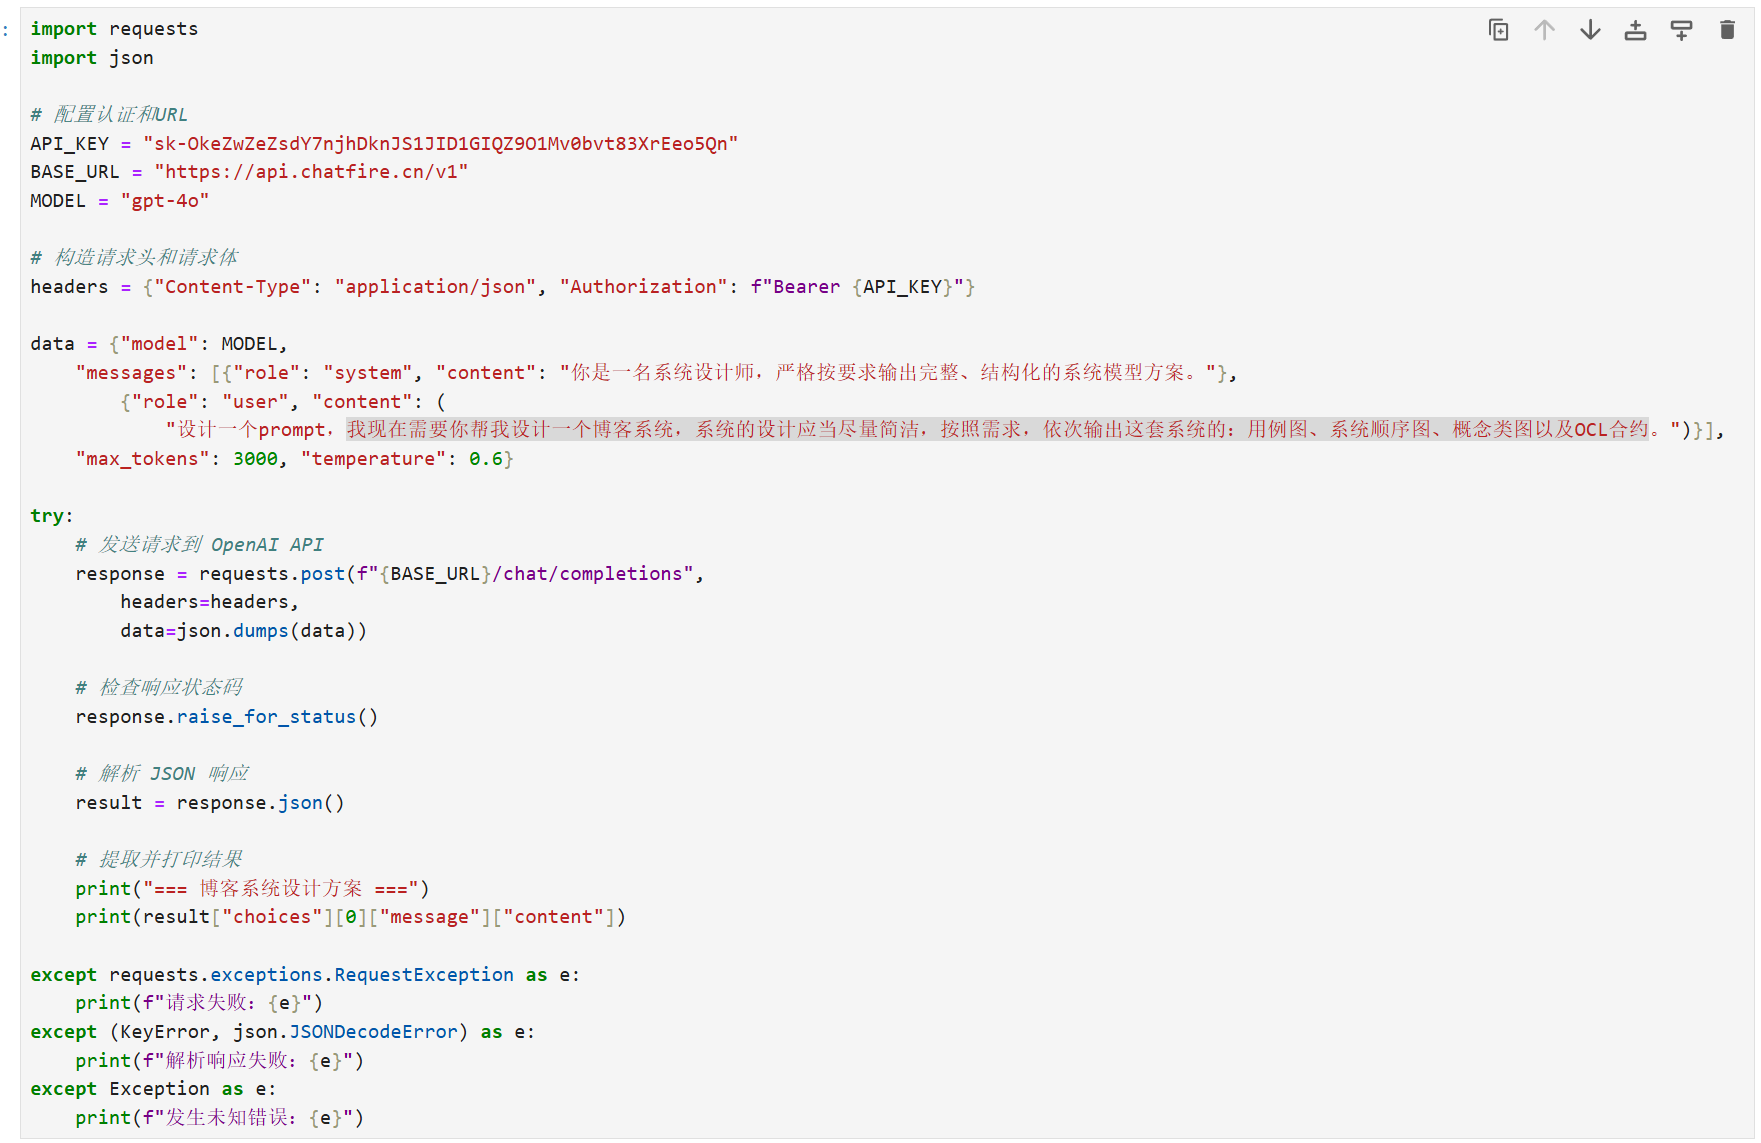 :
import requests
import json
# 配置认证和URL
API_KEY = "sk-OkeZwZeZsdY7njhDknJS1JID1GIQZ9O1Mv0bvt83XrEeo5Qn"
BASE_URL = "https://api.chatfire.cn/v1"
MODEL = "gpt-4o"
# 构造请求头和请求体
headers = {"Content-Type": "application/json", "Authorization": f"Bearer {API_KEY}"}
data = {"model": MODEL,
    "messages": [{"role": "system", "content": "你是一名系统设计师，严格按要求输出完整、结构化的系统模型方案。"},
        {"role": "user", "content": (
            "设计一个prompt，我现在需要你帮我设计一个博客系统，系统的设计应当尽量简洁，按照需求，依次输出这套系统的：用例图、系统顺序图、概念类图以及OCL合约。")}],
    "max_tokens": 3000, "temperature": 0.6}
try:
    # 发送请求到 OpenAI API
    response = requests.post(f"{BASE_URL}/chat/completions",
        headers=headers,
        data=json.dumps(data))
    # 检查响应状态码
    response.raise_for_status()
    # 解析 JSON 响应
    result = response.json()
    # 提取并打印结果
    print("=== 博客系统设计方案 ===")
    print(result["choices"][0]["message"]["content"])
except requests.exceptions.RequestException as e:
    print(f"请求失败：{e}")
except (KeyError, json.JSONDecodeError) as e:
    print(f"解析响应失败：{e}")
except Exception as e:
    print(f"发生未知错误：{e}")